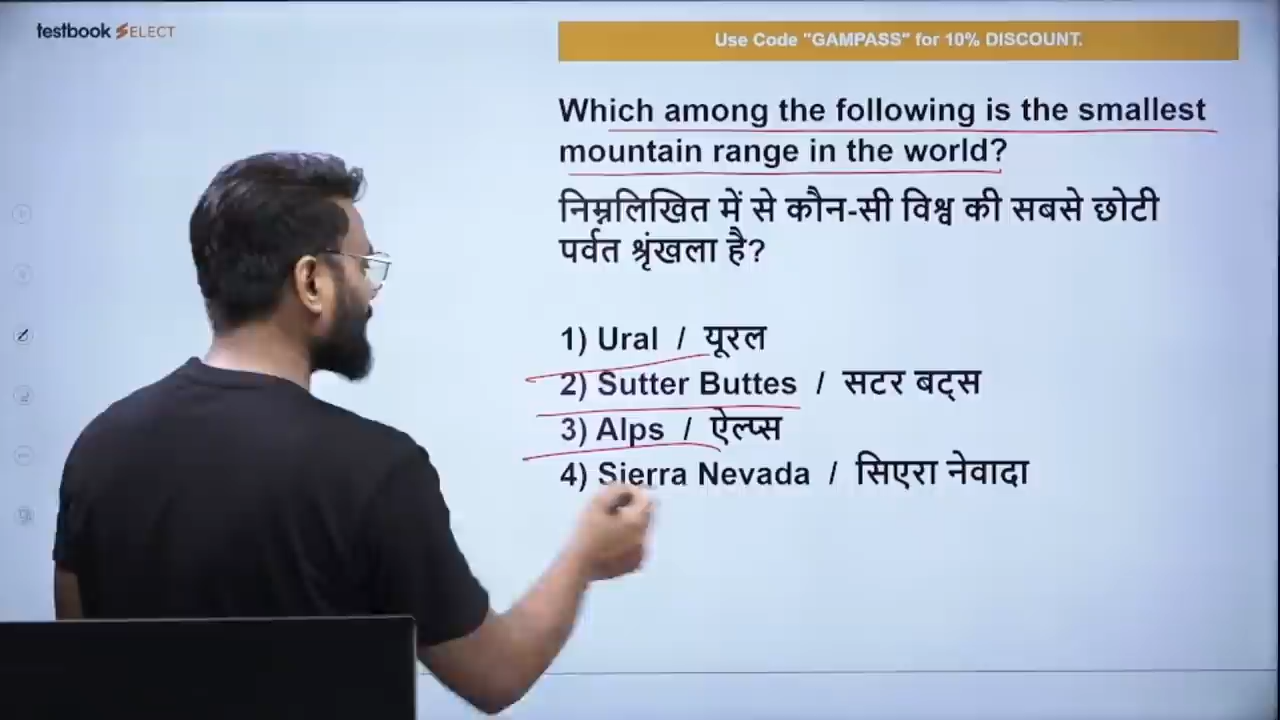 testbook SELECT
Use Code "GAMPASS" for 10% DISCOUNT.
Which among the following is the smallest
mountain range in the world?
निम्नलिखित में से कौन-सी विश्व की सबसे छोटी
पर्वत श्रृंखला है?
1) Ural / यूरल
2) Sutter Buttes / सटर बट्स
3) Alps / ऐल्प्स
4) Sierra Nevada / सिएरा नेवादा